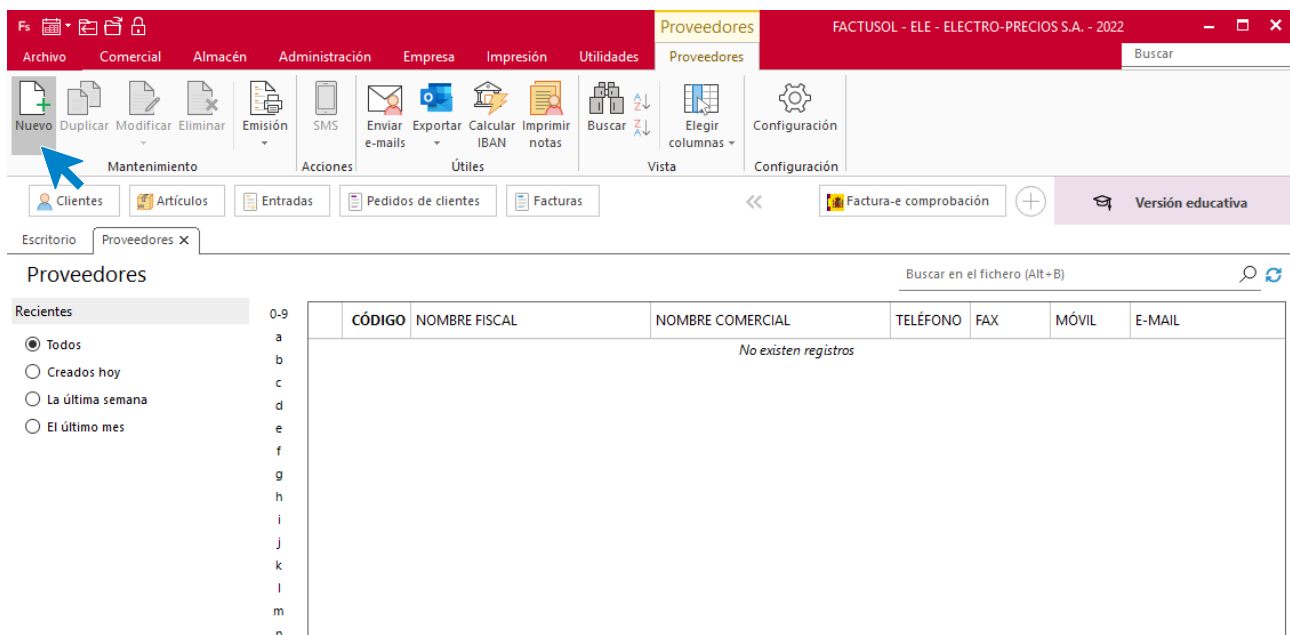 Fs
Proveedores
FACTUSOL - ELE - ELECTRO-PRECIOS S.A. - 2022
Archivo Comercial Almacén Administración Empresa Impresión Utilidades Proveedores Buscar
Nuevo Duplicar Modificar Eliminar Emisión SMS Enviar e-mails Exportar Calcular IBAN Imprimir notas Buscar Elegir columnas Configuración
Mantenimiento Acciones Útiles Vista Configuración
Clientes Artículos Entradas Pedidos de clientes Facturas Factura-e comprobación Versión educativa
Escritorio Proveedores
Proveedores
Buscar en el fichero (Alt+B)
Recientes
Todos
Creados hoy
La última semana
El último mes
0-9
a
b
c
d
e
f
g
h
i
j
k
l
m
n
CÓDIGO NOMBRE FISCAL NOMBRE COMERCIAL TELÉFONO FAX MÓVIL E-MAIL
No existen registros